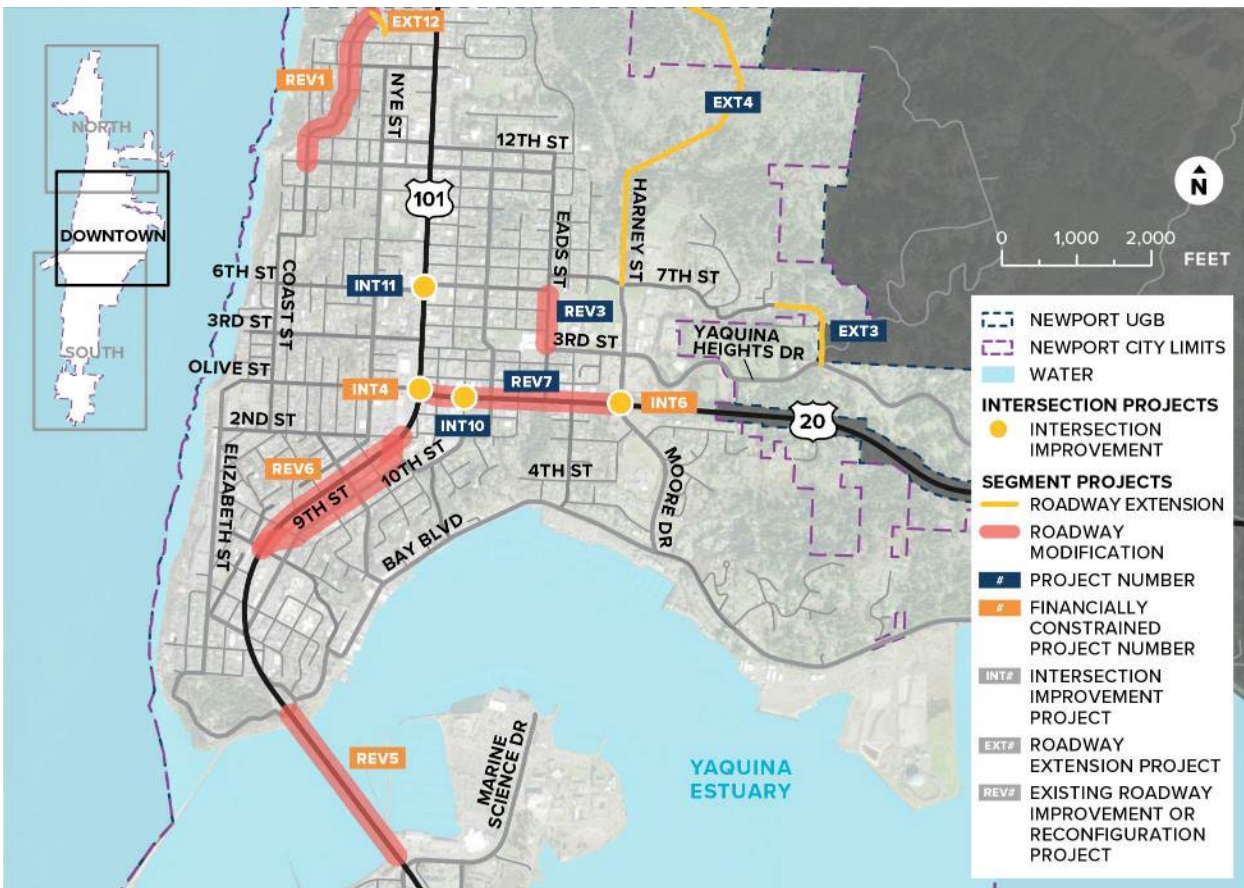 NORTH
DOWNTOWN
SOUTH
EXT12
REV1
NYE ST
12TH ST
101
EXT4
HARNEY ST
EADS ST
COAST ST
6TH ST
INT11
7TH ST
REV3
3RD ST
3RD ST
YAQUINA
HEIGHTS DR
EXT3
OLIVE ST
INT4
REV7
INT6
INT10
20
2ND ST
ELIZABETH ST
REV6
9TH ST
10TH ST
4TH ST
MOORE DR
BAY BLVD
REV5
MARINE
SCIENCE DR
YAQUINA
ESTUARY
N
0 1,000 2,000
FEET
NEWPORT UGB
NEWPORT CITY LIMITS
WATER
INTERSECTION PROJECTS
INTERSECTION
IMPROVEMENT
SEGMENT PROJECTS
ROADWAY EXTENSION
ROADWAY
MODIFICATION
# PROJECT NUMBER
# FINANCIALLY
CONSTRAINED
PROJECT NUMBER
INT# INTERSECTION
IMPROVEMENT
PROJECT
EXT# ROADWAY
EXTENSION PROJECT
REV# EXISTING ROADWAY
IMPROVEMENT OR
RECONFIGURATION
PROJECT